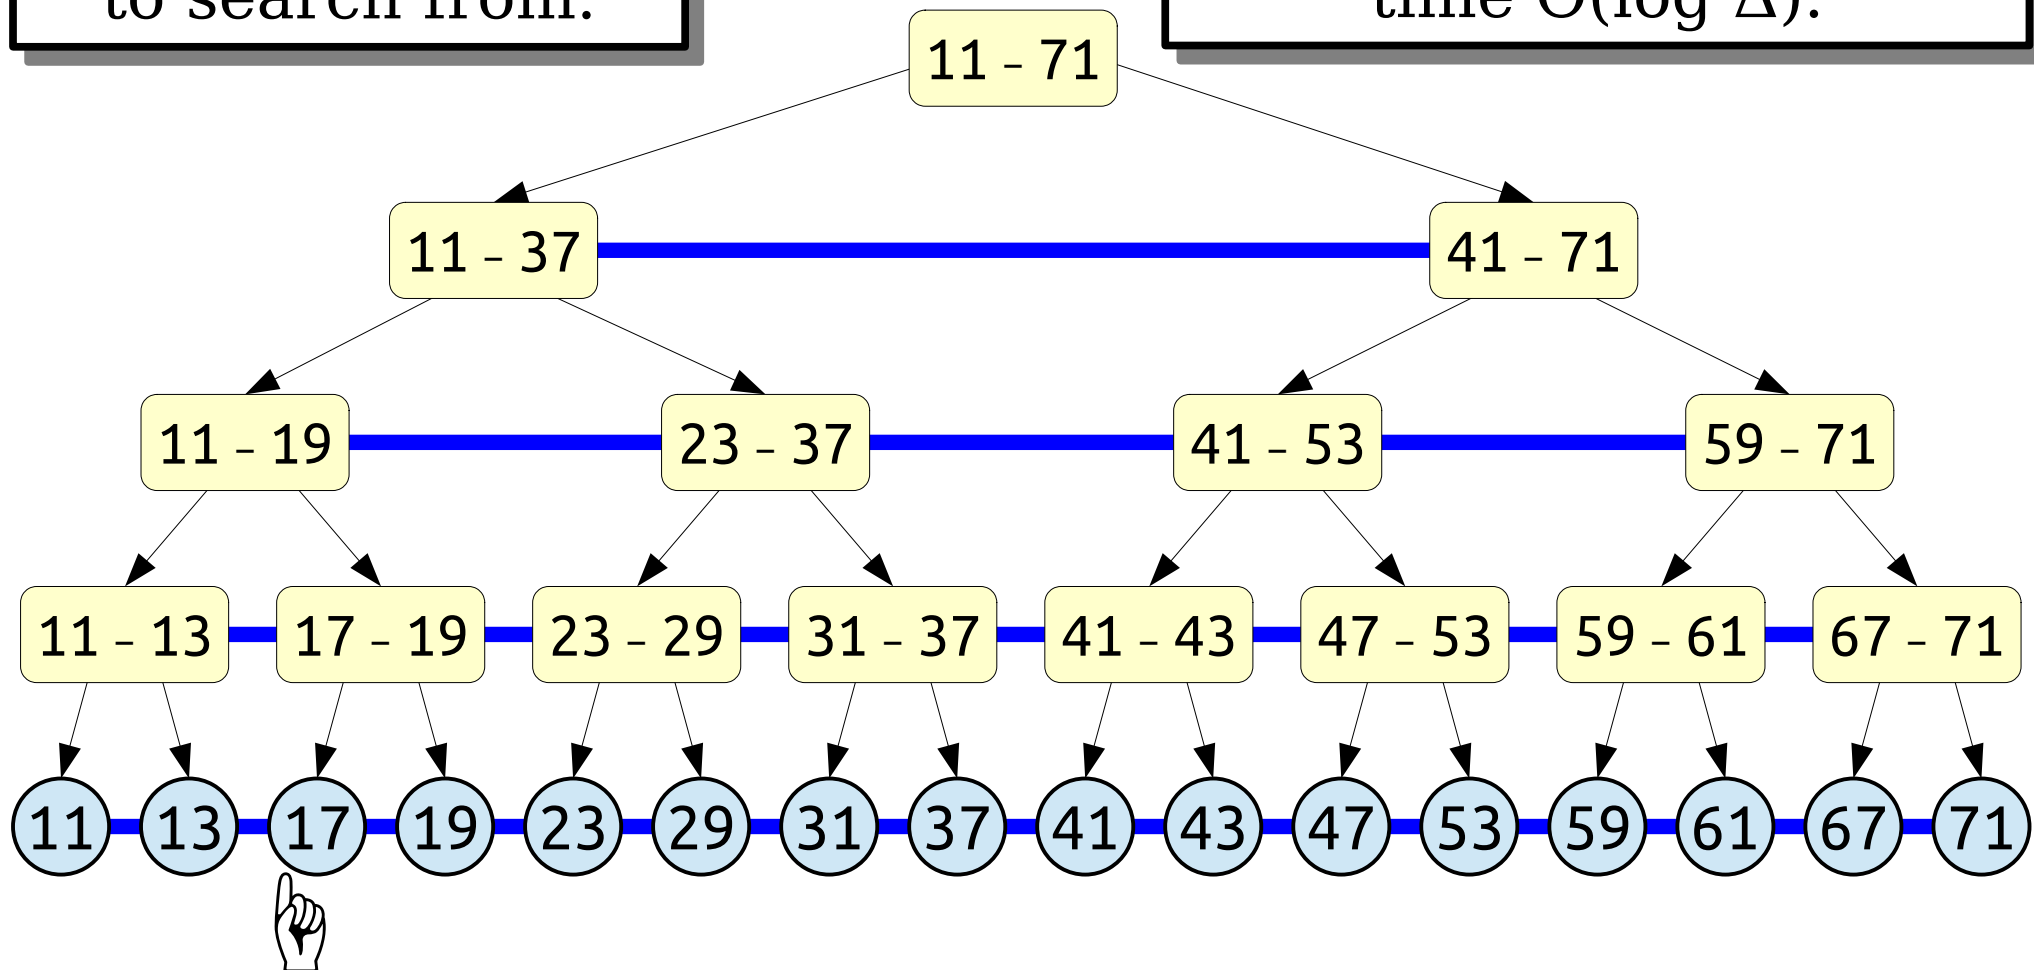 to search from.
time O(log Δ).
11 – 71
11 – 37
41 – 71
11 – 19
23 – 37
41 – 53
59 – 71
11 – 13
17 – 19
23 – 29
31 – 37
41 – 43
47 – 53
59 – 61
67 – 71
11
13
17
19
23
29
31
37
41
43
47
53
59
61
67
71